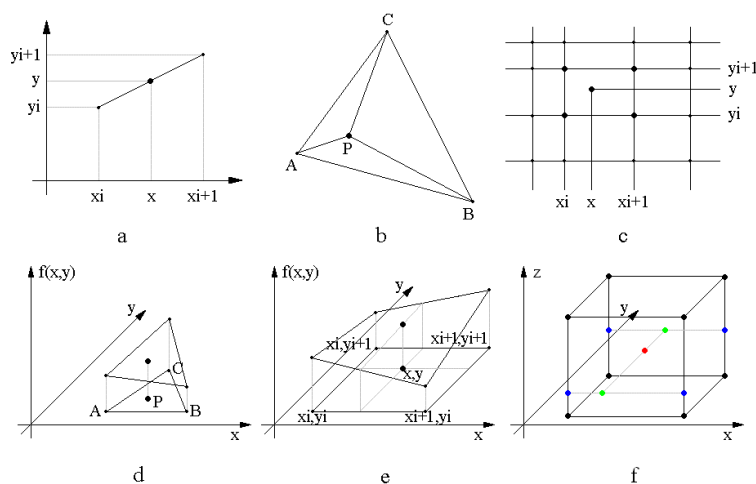 yi+1
y
yi
xi x xi+1
a
C
A
P
B
b
yi+1
y
yi
xi x xi+1
c
f(x,y)
y
C
A
P
B
x
d
f(x,y)
y
xi,yi+1
xi+1,yi+1
x,y
xi,yi
xi+1,yi
x
e
z
y
x
f